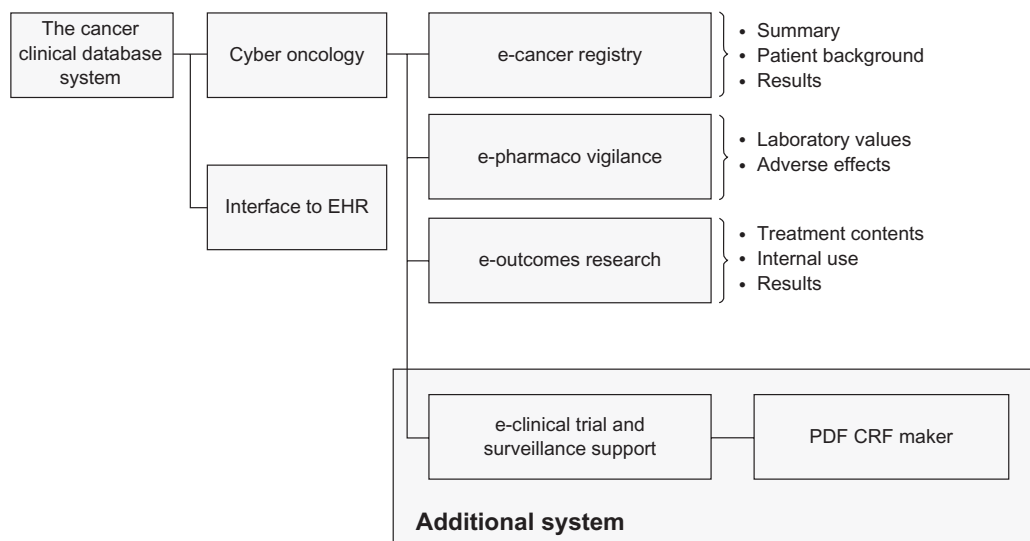 The cancer
clinical database
system
Cyber oncology
Interface to EHR
e-cancer registry
• Summary
• Patient background
• Results
e-pharmaco vigilance
• Laboratory values
• Adverse effects
e-outcomes research
• Treatment contents
• Internal use
• Results
e-clinical trial and
surveillance support
PDF CRF maker
Additional system